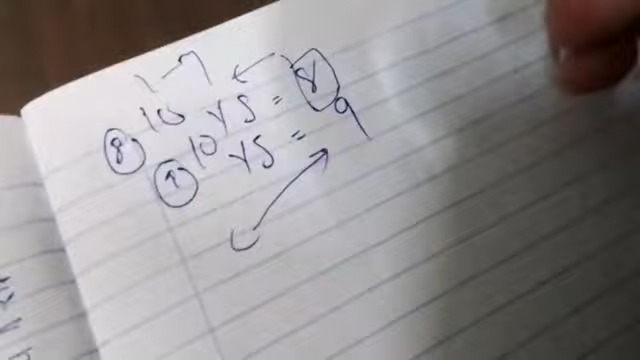 1-7
⑧ 10 YS = 8
⑨ 10 YS = 9